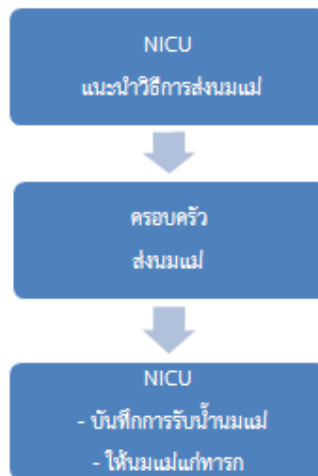 NICU
แนะนำวิธีการส่งนมแม่
ครอบครัว
ส่งนมแม่
NICU
- บันทึกการรับน้ำนมแม่
- ให้นมแม่แก่ทารก